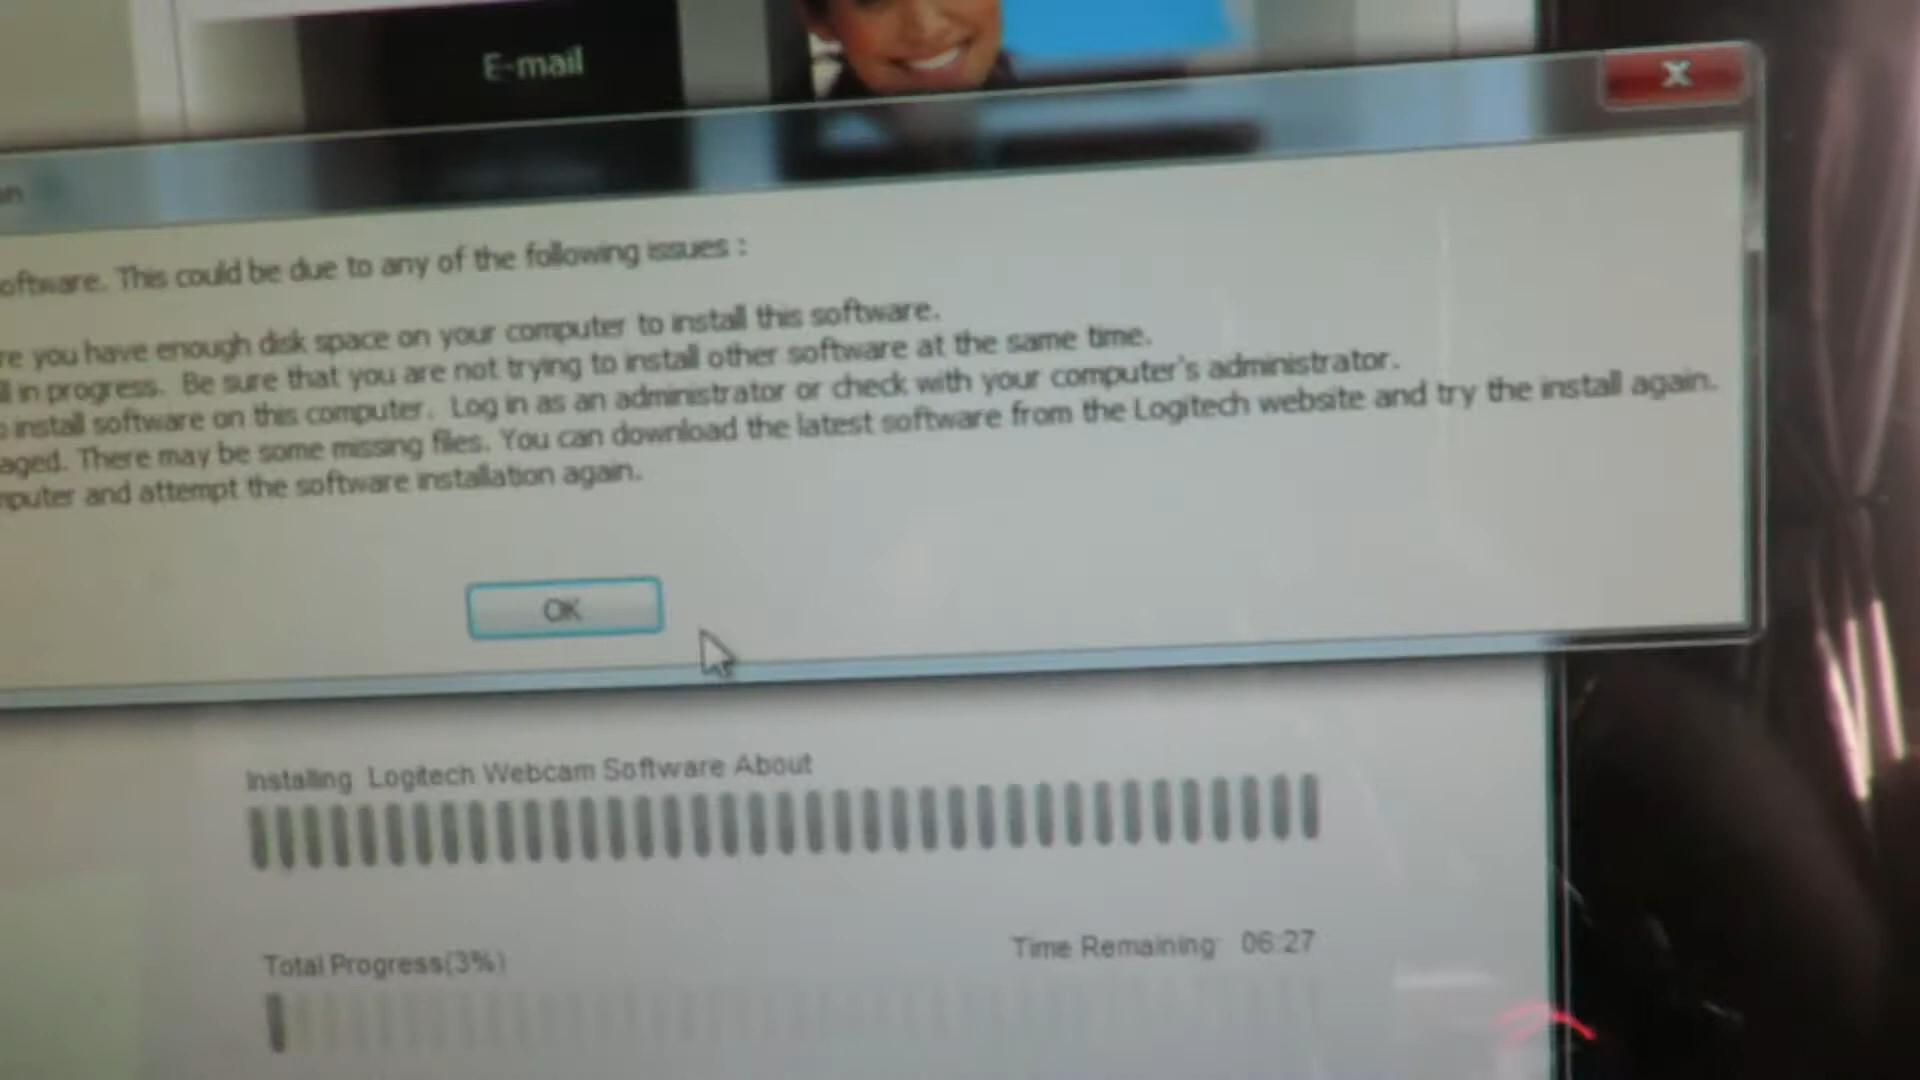 E-mail
software. This could be due to any of the following issues :
you have enough disk space on your computer to install this software.
in progress. Be sure that you are not trying to install other software at the same time.
install software on this computer. Log in as an administrator or check with your computer's administrator.
There may be some missing files. You can download the latest software from the Logitech website and try the install again.
and attempt the software installation again.
OK
Installing Logitech Webcam Software About
Total Progress(3%)
Time Remaining 06:27